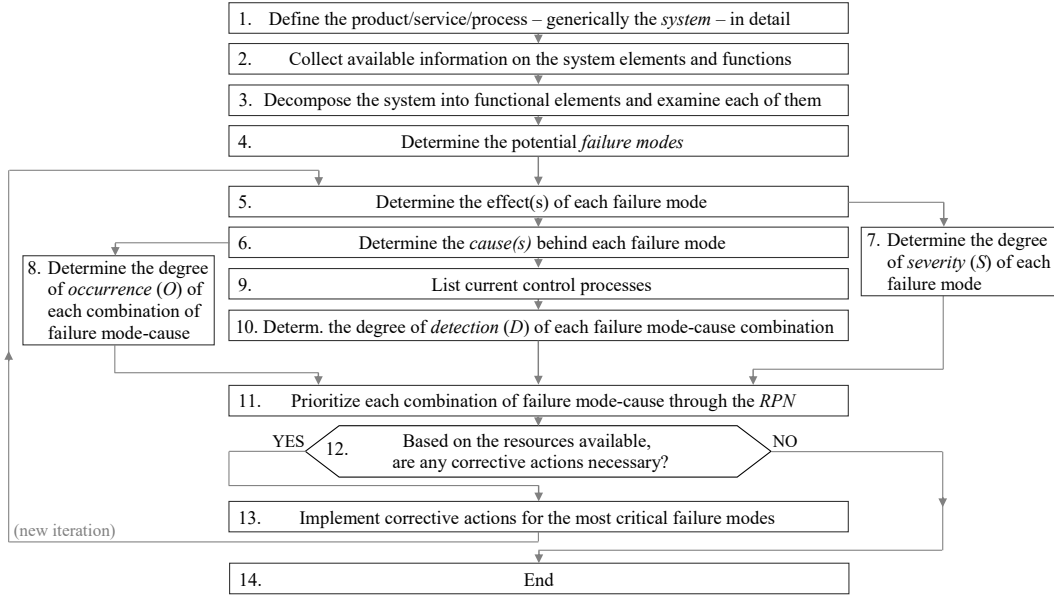 1. Define the product/service/process – generically the system – in detail
2. Collect available information on the system elements and functions
3. Decompose the system into functional elements and examine each of them
4. Determine the potential failure modes
5. Determine the effect(s) of each failure mode
6. Determine the cause(s) behind each failure mode
7. Determine the degree
of severity (S) of each
failure mode
8. Determine the degree
of occurrence (O) of
each combination of
failure mode-cause
9. List current control processes
10. Determ. the degree of detection (D) of each failure mode-cause combination
11. Prioritize each combination of failure mode-cause through the RPN
YES
12. Based on the resources available,
are any corrective actions necessary?
NO
13. Implement corrective actions for the most critical failure modes
(new iteration)
14. End